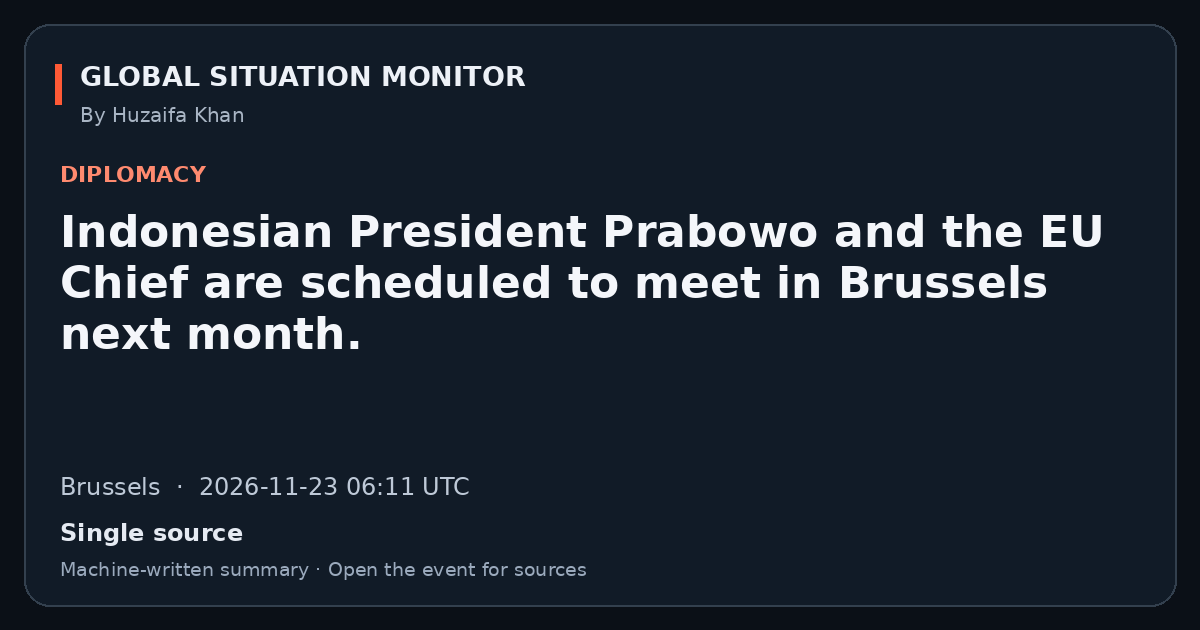 GLOBAL SITUATION MONITOR
By Huzaifa Khan
DIPLOMACY
Indonesian President Prabowo and the EU
Chief are scheduled to meet in Brussels
next month.
Brussels · 2026-11-23 06:11 UTC
Single source
Machine-written summary · Open the event for sources